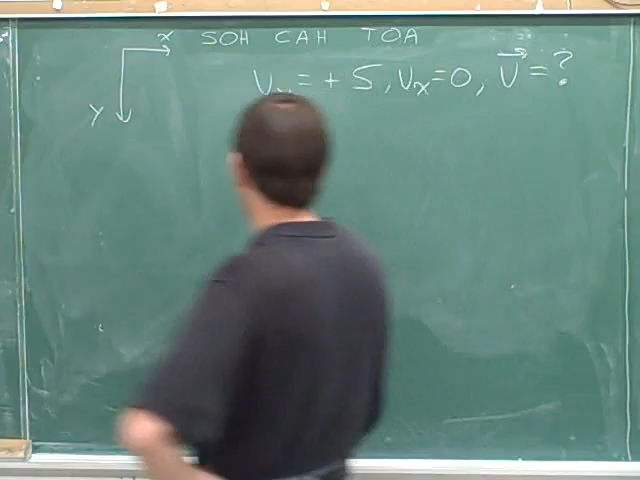 x SOH CAH TOA
y V = + 5, Vx = 0, V⃗ = ?